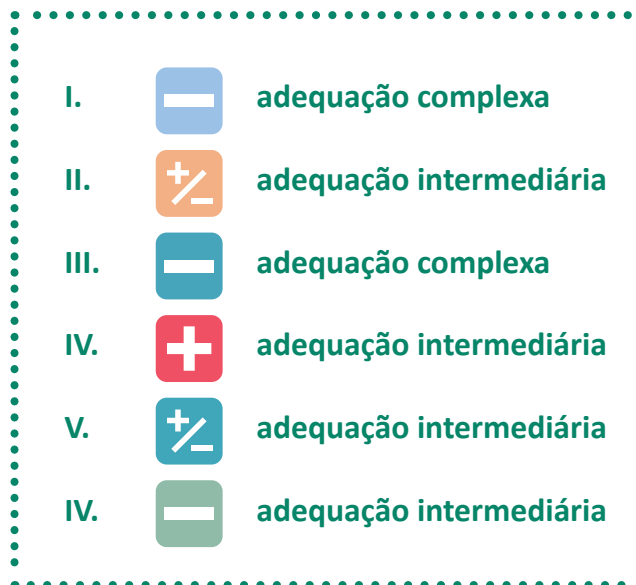 I. − adequação complexa
II. +/− adequação intermediária
III. − adequação complexa
IV. + adequação intermediária
V. +/− adequação intermediária
IV. − adequação intermediária